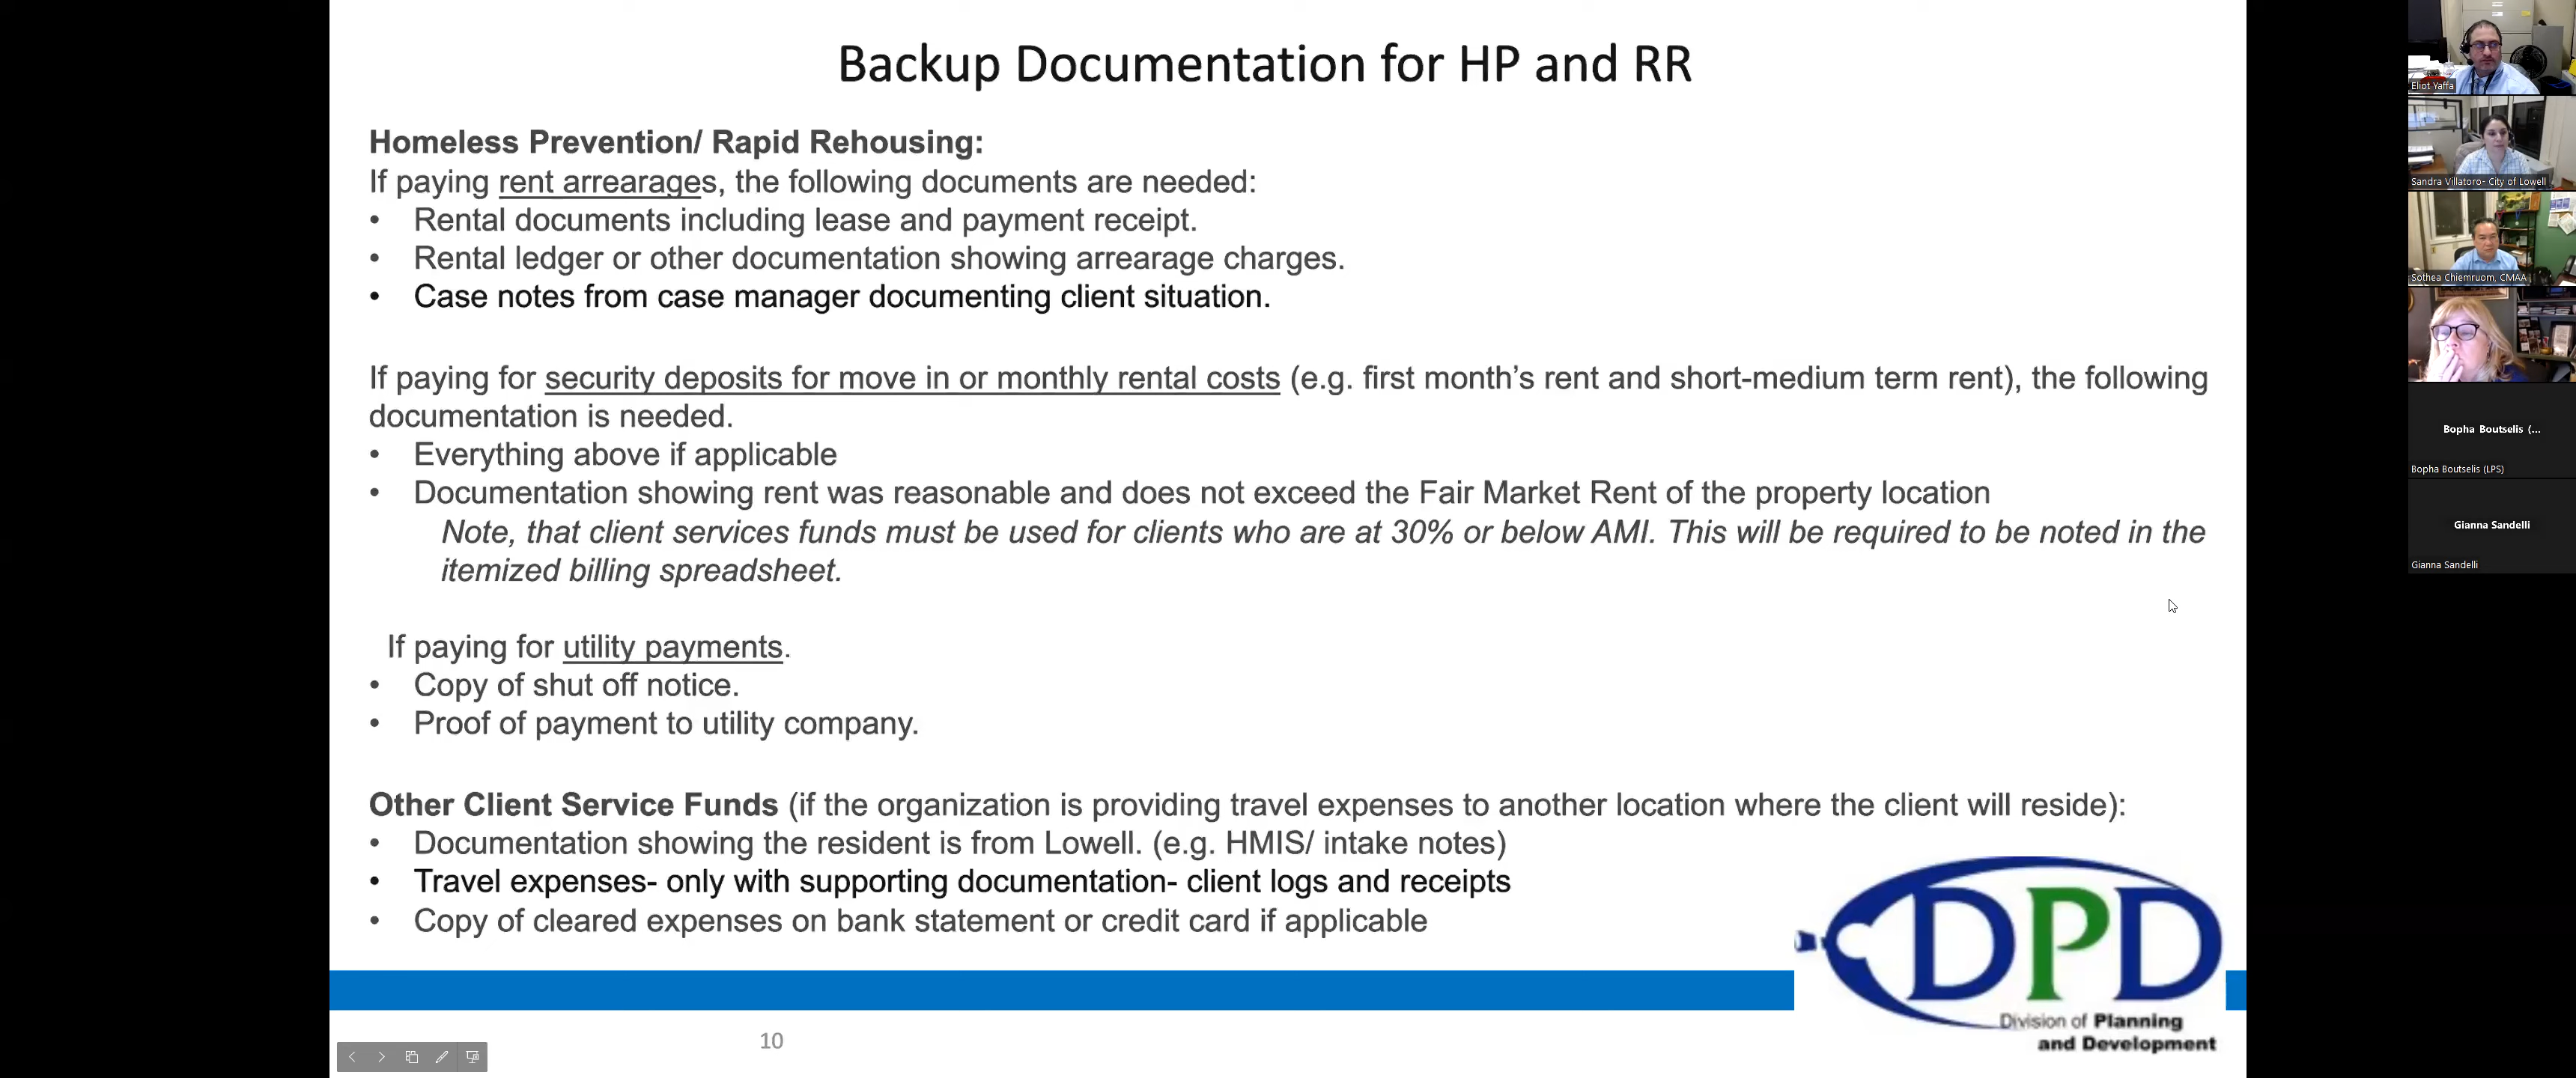 Backup Documentation for HP and RR
Homeless Prevention/ Rapid Rehousing:
If paying rent arrearages, the following documents are needed:
• Rental documents including lease and payment receipt.
• Rental ledger or other documentation showing arrearage charges.
• Case notes from case manager documenting client situation.
If paying for security deposits for move in or monthly rental costs (e.g. first month’s rent and short-medium term rent), the following
documentation is needed.
• Everything above if applicable
• Documentation showing rent was reasonable and does not exceed the Fair Market Rent of the property location
Note, that client services funds must be used for clients who are at 30% or below AMI. This will be required to be noted in the
itemized billing spreadsheet.
If paying for utility payments.
• Copy of shut off notice.
• Proof of payment to utility company.
Other Client Service Funds (if the organization is providing travel expenses to another location where the client will reside):
• Documentation showing the resident is from Lowell. (e.g. HMIS/ intake notes)
• Travel expenses- only with supporting documentation- client logs and receipts
• Copy of cleared expenses on bank statement or credit card if applicable
DPD
Division of Planning
and Development
10
Eliot Yaffa
Sandra Villatoro- City of Lowell
Sothea Chiemruom, CMAA
Bopha Boutselis (...
Bopha Boutselis (LPS)
Gianna Sandelli
Gianna Sandelli